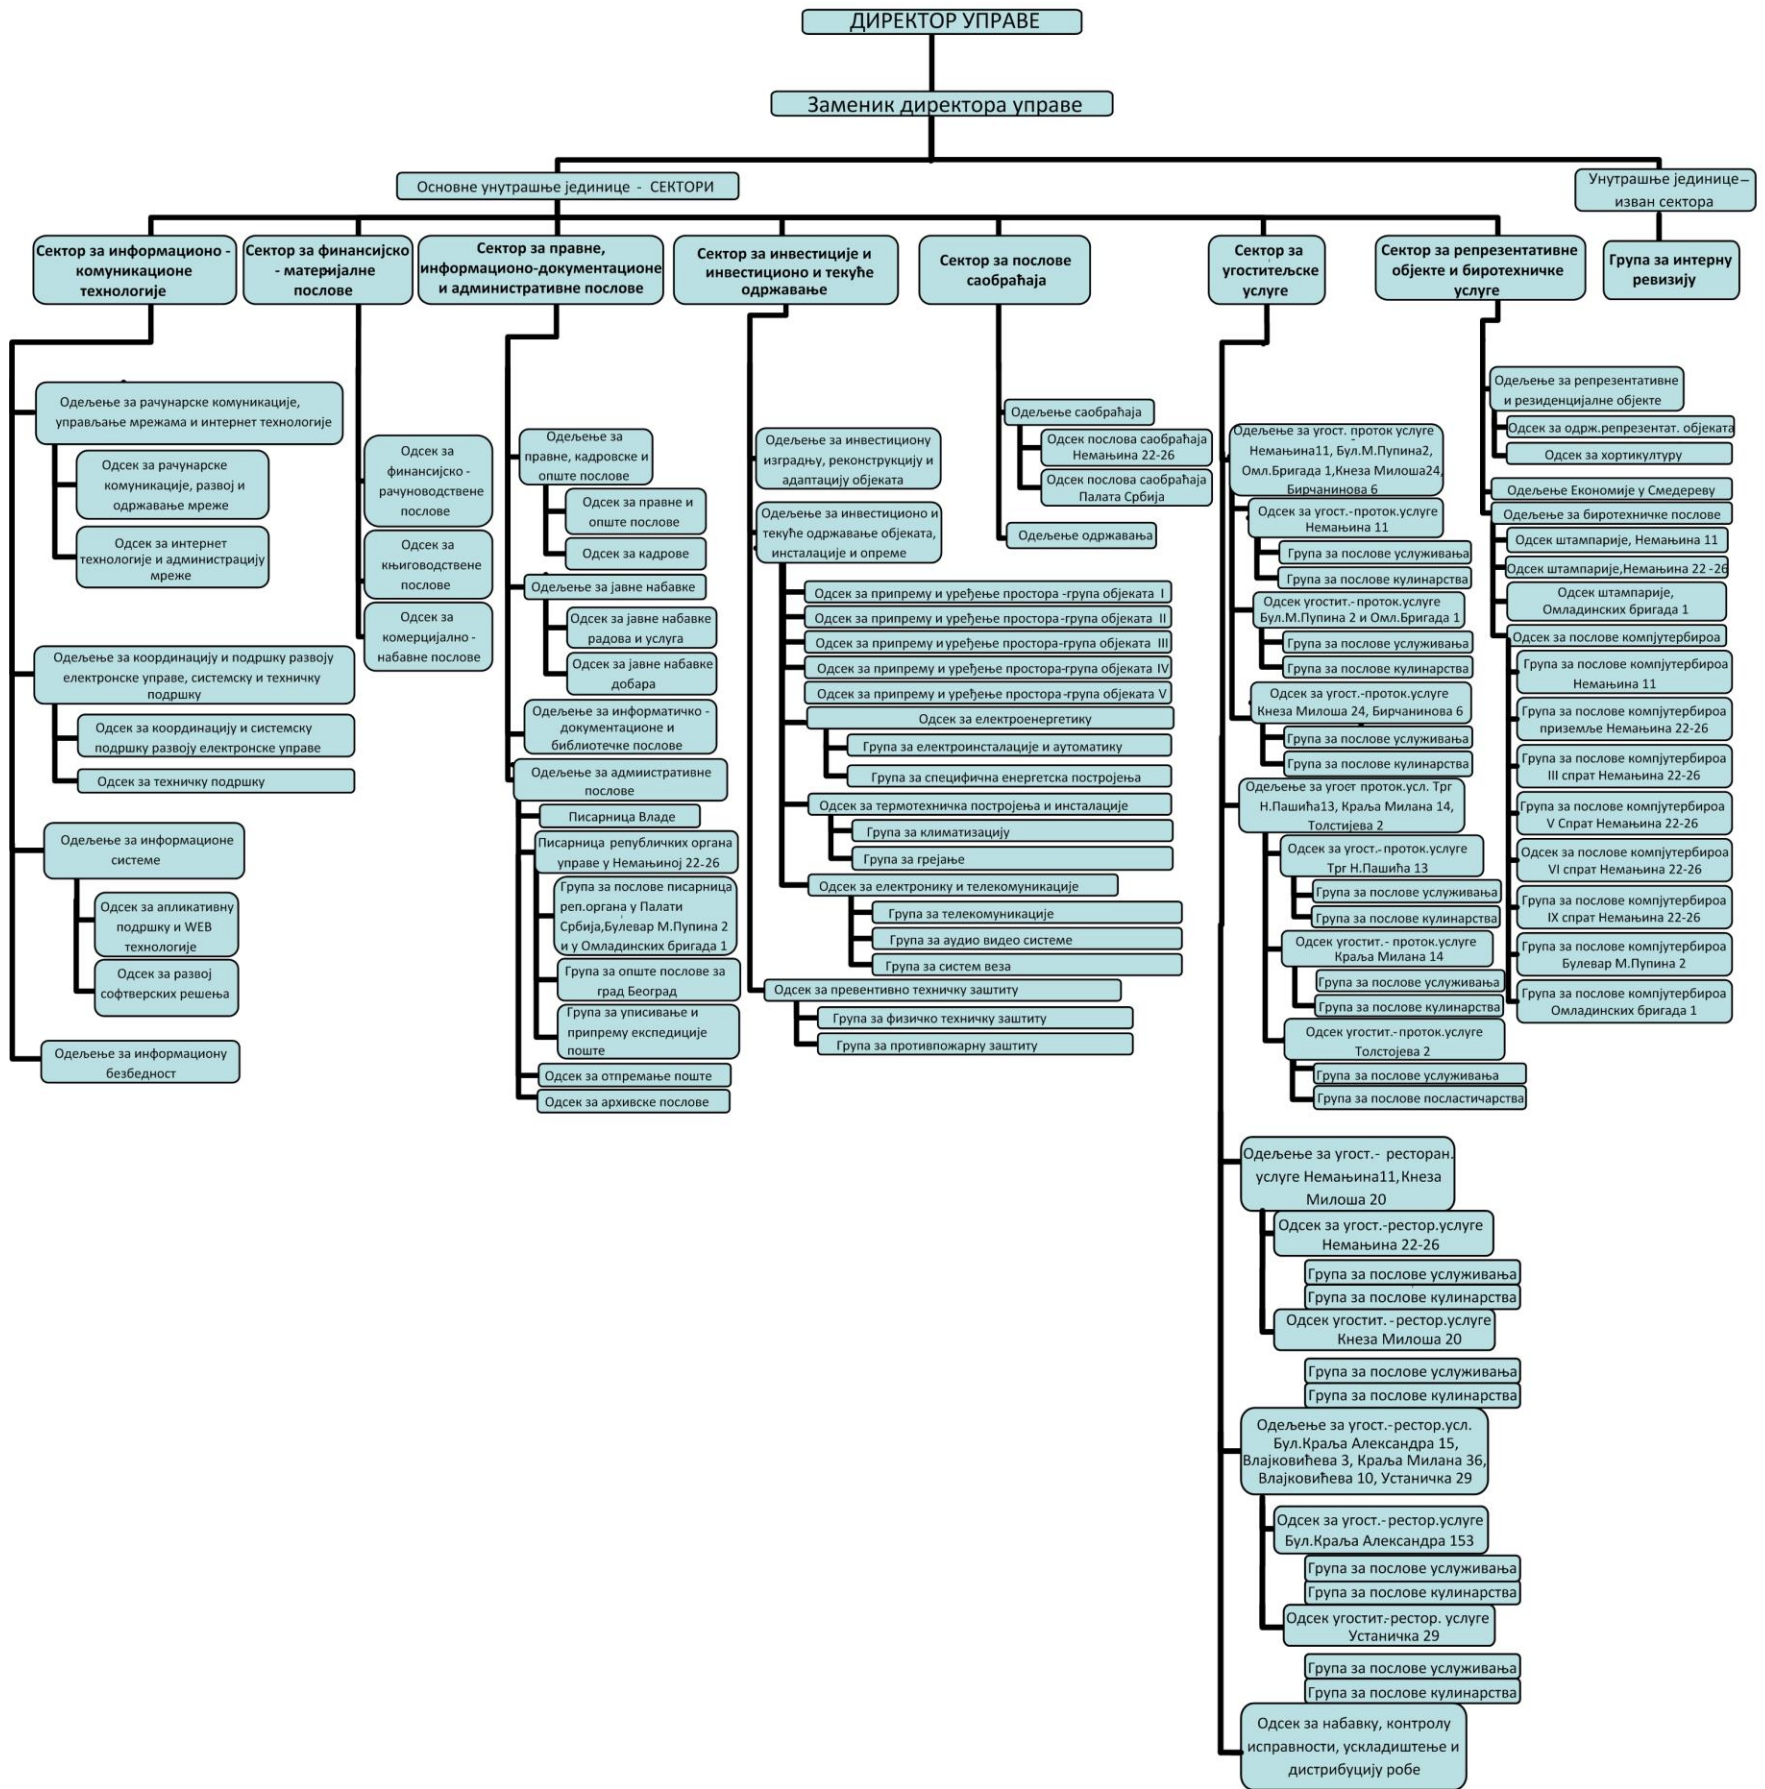 ДИРЕКТОР УПРАВЕ
Заменик директора управе
Основне унутрашње јединице - СЕКТОРИ
Унутрашње јединице –
изван сектора
Сектор за информационо -
комуникационе
технологије
Сектор за финансијско
- материјалне
послове
Сектор за правне,
информационо-документационе
и административне послове
Сектор за инвестиције и
инвестиционо и текуће
одржавање
Сектор за послове
саобраћаја
Сектор за
угоститељске
услуге
Сектор за репрезентативне
објекте и биротехничке
услуге
Група за интерну
ревизију
Одељење за рачунарске комуникације,
управљање мрежама и интернет технологије
Одсек за рачунарске
комуникације, развој и
одржавање мреже
Одсек за интернет
технологије и администрацију
мреже
Одељење за координацију и подршку развоју
електронске управе, системску и техничку
подршку
Одсек за координацију и системску
подршку развоју електронске управе
Одсек за техничку подршку
Одељење за информационе
системе
Одсек за апликативну
подршку и WEB
технологије
Одсек за развој
софтверских решења
Одељење за информациону
безбедност
Одсек за
финансијско -
рачуноводствене
послове
Одсек за
књиговодствене
послове
Одсек за
комерцијално -
набавне послове
Одељење за
правне, кадровске и
опште послове
Одсек за правне и
опште послове
Одсек за кадрове
Одељење за јавне набавке
Одсек за јавне набавке
радова и услуга
Одсек за јавне набавке
добара
Одељење за информатичко -
документационе и
библиотечке послове
Одељење за адмиистративне
послове
Писарница Владе
Писарница републичких органа
управе у Немањиној 22-26
Група за послове писарница
реп.органа у Палати
Србија,Булевар М.Пупина 2
и у Омладинских бригада 1
Група за опште послове за
град Београд
Група за уписивање и
припрему експедиције
поште
Одсек за отпремање поште
Одсек за архивске послове
Одељење за инвестициону
изградњу, реконструкцију и
адаптацију објеката
Одељење за инвестиционо и
текуће одржавање објеката,
инсталације и опреме
Одсек за припрему и уређење простора -група објеката I
Одсек за припрему и уређење простора-група објеката II
Одсек за припрему и уређење простора-група објеката III
Одсек за припрему и уређење простора-група објеката IV
Одсек за припрему и уређење простора-група објеката V
Одсек за електроенергетику
Група за електроинсталације и аутоматику
Група за специфична енергетска постројења
Одсек за термотехничка постројења и инсталације
Група за климатизацију
Група за грејање
Одсек за електронику и телекомуникације
Група за телекомуникације
Група за аудио видео системе
Група за систем веза
Одсек за превентивно техничку заштиту
Група за физичко техничку заштиту
Група за противпожарну заштиту
Одељење саобраћаја
Одсек послова саобраћаја
Немањина 22-26
Одсек послова саобраћаја
Палата Србија
Одељење одржавања
Одељење за угост. проток услуге
Немањина11, Бул.М.Пупина2,
Омл.Бригада 1,Кнеза Милоша24,
Бирчанинова 6
Одсек за угост.-проток.услуге
Немањина 11
Група за послове услуживања
Група за послове кулинарства
Одсек угостит.-проток.услуге
Бул.М.Пупина 2 и Омл.Бригада 1
Група за послове услуживања
Група за послове кулинарства
Одсек за угост.-проток.услуге
Кнеза Милоша 24, Бирчанинова 6
Група за послове услуживања
Група за послове кулинарства
Одељење за угоет проток.усл. Трг
Н.Пашића13, Краља Милана 14,
Толстијева 2
Одсек за угост.-проток.услуге
Трг Н.Пашића 13
Група за послове услуживања
Група за послове кулинарства
Одсек угостит.- проток.услуге
Краља Милана 14
Група за послове услуживања
Група за послове кулинарства
Одсек угостит.-проток.услуге
Толстојева 2
Група за послове услуживања
Група за послове посластичарства
Одељење за угост.- ресторан.
услуге Немањина11,Кнеза
Милоша 20
Одсек за угост.-рестор.услуге
Немањина 22-26
Група за послове услуживања
Група за послове кулинарства
Одсек угостит.-рестор.услуге
Кнеза Милоша 20
Група за послове услуживања
Група за послове кулинарства
Одељење за угост.-рестор.усл.
Бул.Краља Александра 15,
Влајковићева 3, Краља Милана 36,
Влајковићева 10, Устаничка 29
Одсек за угост.-рестор.услуге
Бул.Краља Александра 153
Група за послове услуживања
Група за послове кулинарства
Одсек угостит.-рестор. услуге
Устаничка 29
Група за послове услуживања
Група за послове кулинарства
Одсек за набавку, контролу
исправности, ускладиштење и
дистрибуцију робе
Одељење за репрезентативне
и резиденцијалне објекте
Одсек за одрж.репрезентат. објеката
Одсек за хортикултуру
Одељење Економије у Смедереву
Одељење за биротехничке послове
Одсек штампарије, Немањина 11
Одсек штампарије,Немањина 22 -26
Одсек штампарије,
Омладинских бригада 1
Одсек за послове компјутербироа
Група за послове компјутербироа
Немањина 11
Група за послове компјутербироа
приземље Немањина 22-26
Група за послове компјутербироа
III спрат Немањина 22-26
Група за послове компјутербироа
V Спрат Немањина 22-26
Одсек за послове компјутербироа
VI спрат Немањина 22-26
Група за послове компјутербироа
IX спрат Немањина 22-26
Група за послове компјутербироа
Булевар М.Пупина 2
Група за послове компјутербироа
Омладинских бригада 1